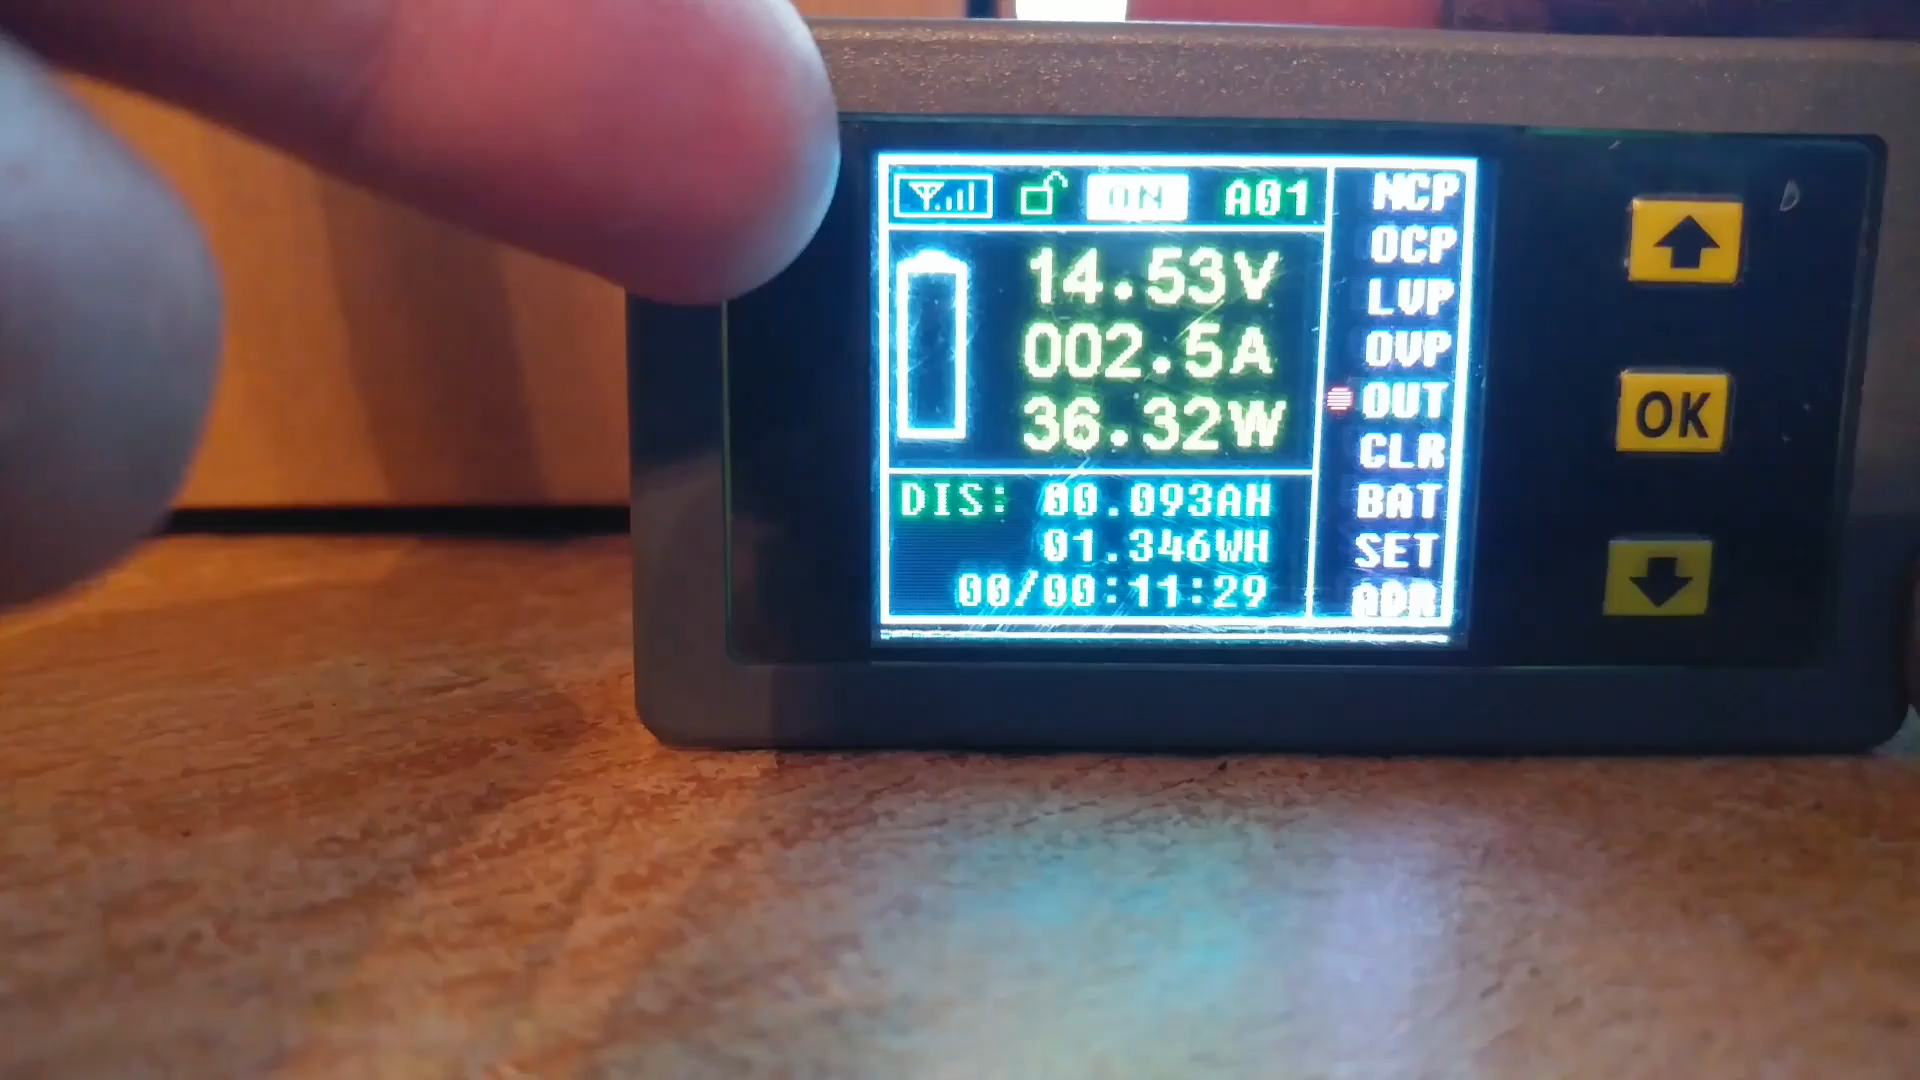 ON A01
14.53V
002.5A
36.32W
DIS: 00.093AH
01.346WH
00/00:11:29
NCP
OCP
LVP
OVP
OUT
CLR
BAT
SET
ADR
OK